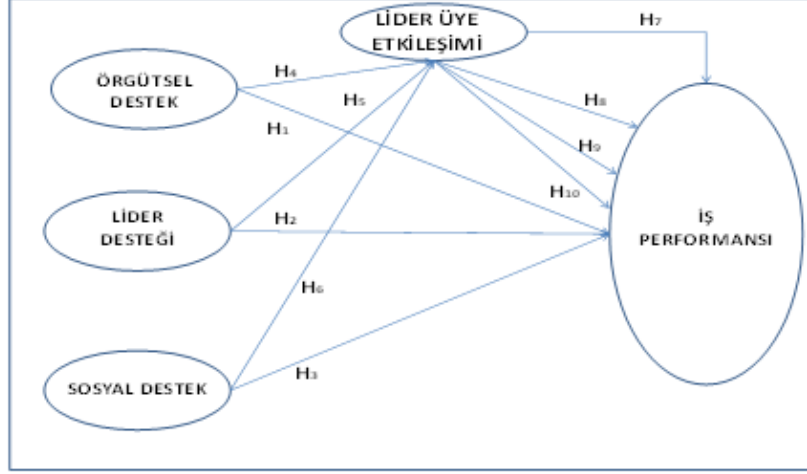 LİDER ÜYE
ETKİLEŞİMİ
H₇
ÖRGÜTSEL
DESTEK
H₄
H₅
H₈
H₁
H₉
H₁₀
LİDER
DESTEĞİ
H₂
İŞ
PERFORMANSI
H₆
SOSYAL DESTEK
H₃